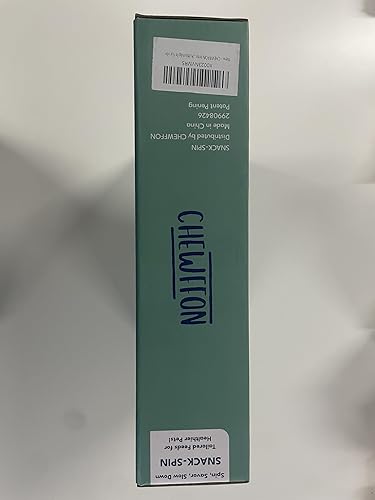 SNACK-SPIN
Distributed by CHEWFFON
Made in China
29908426
Patent Pening
CHEWFFON
Spin, Savor, Slow Down
SNACK-SPIN
Tailored Feeds for
Healthier Pets!